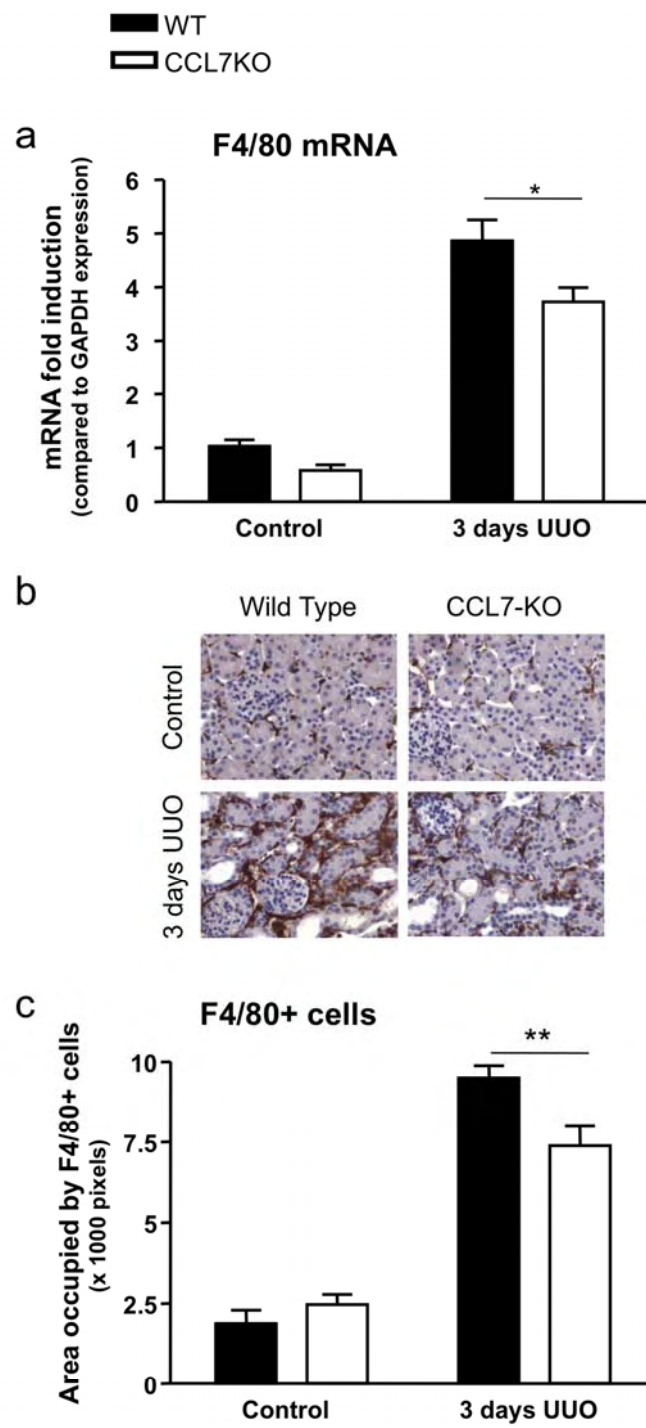 WT
CCL7KO
a
F4/80 mRNA
mRNA fold induction
(compared to GAPDH expression)
6
5
4
3
2
1
0
*
Control
3 days UUO
b
Wild Type
CCL7-KO
Control
3 days UUO
c
F4/80+ cells
Area occupied by F4/80+ cells
(x 1000 pixels)
10
7.5
5
2.5
0
**
Control
3 days UUO